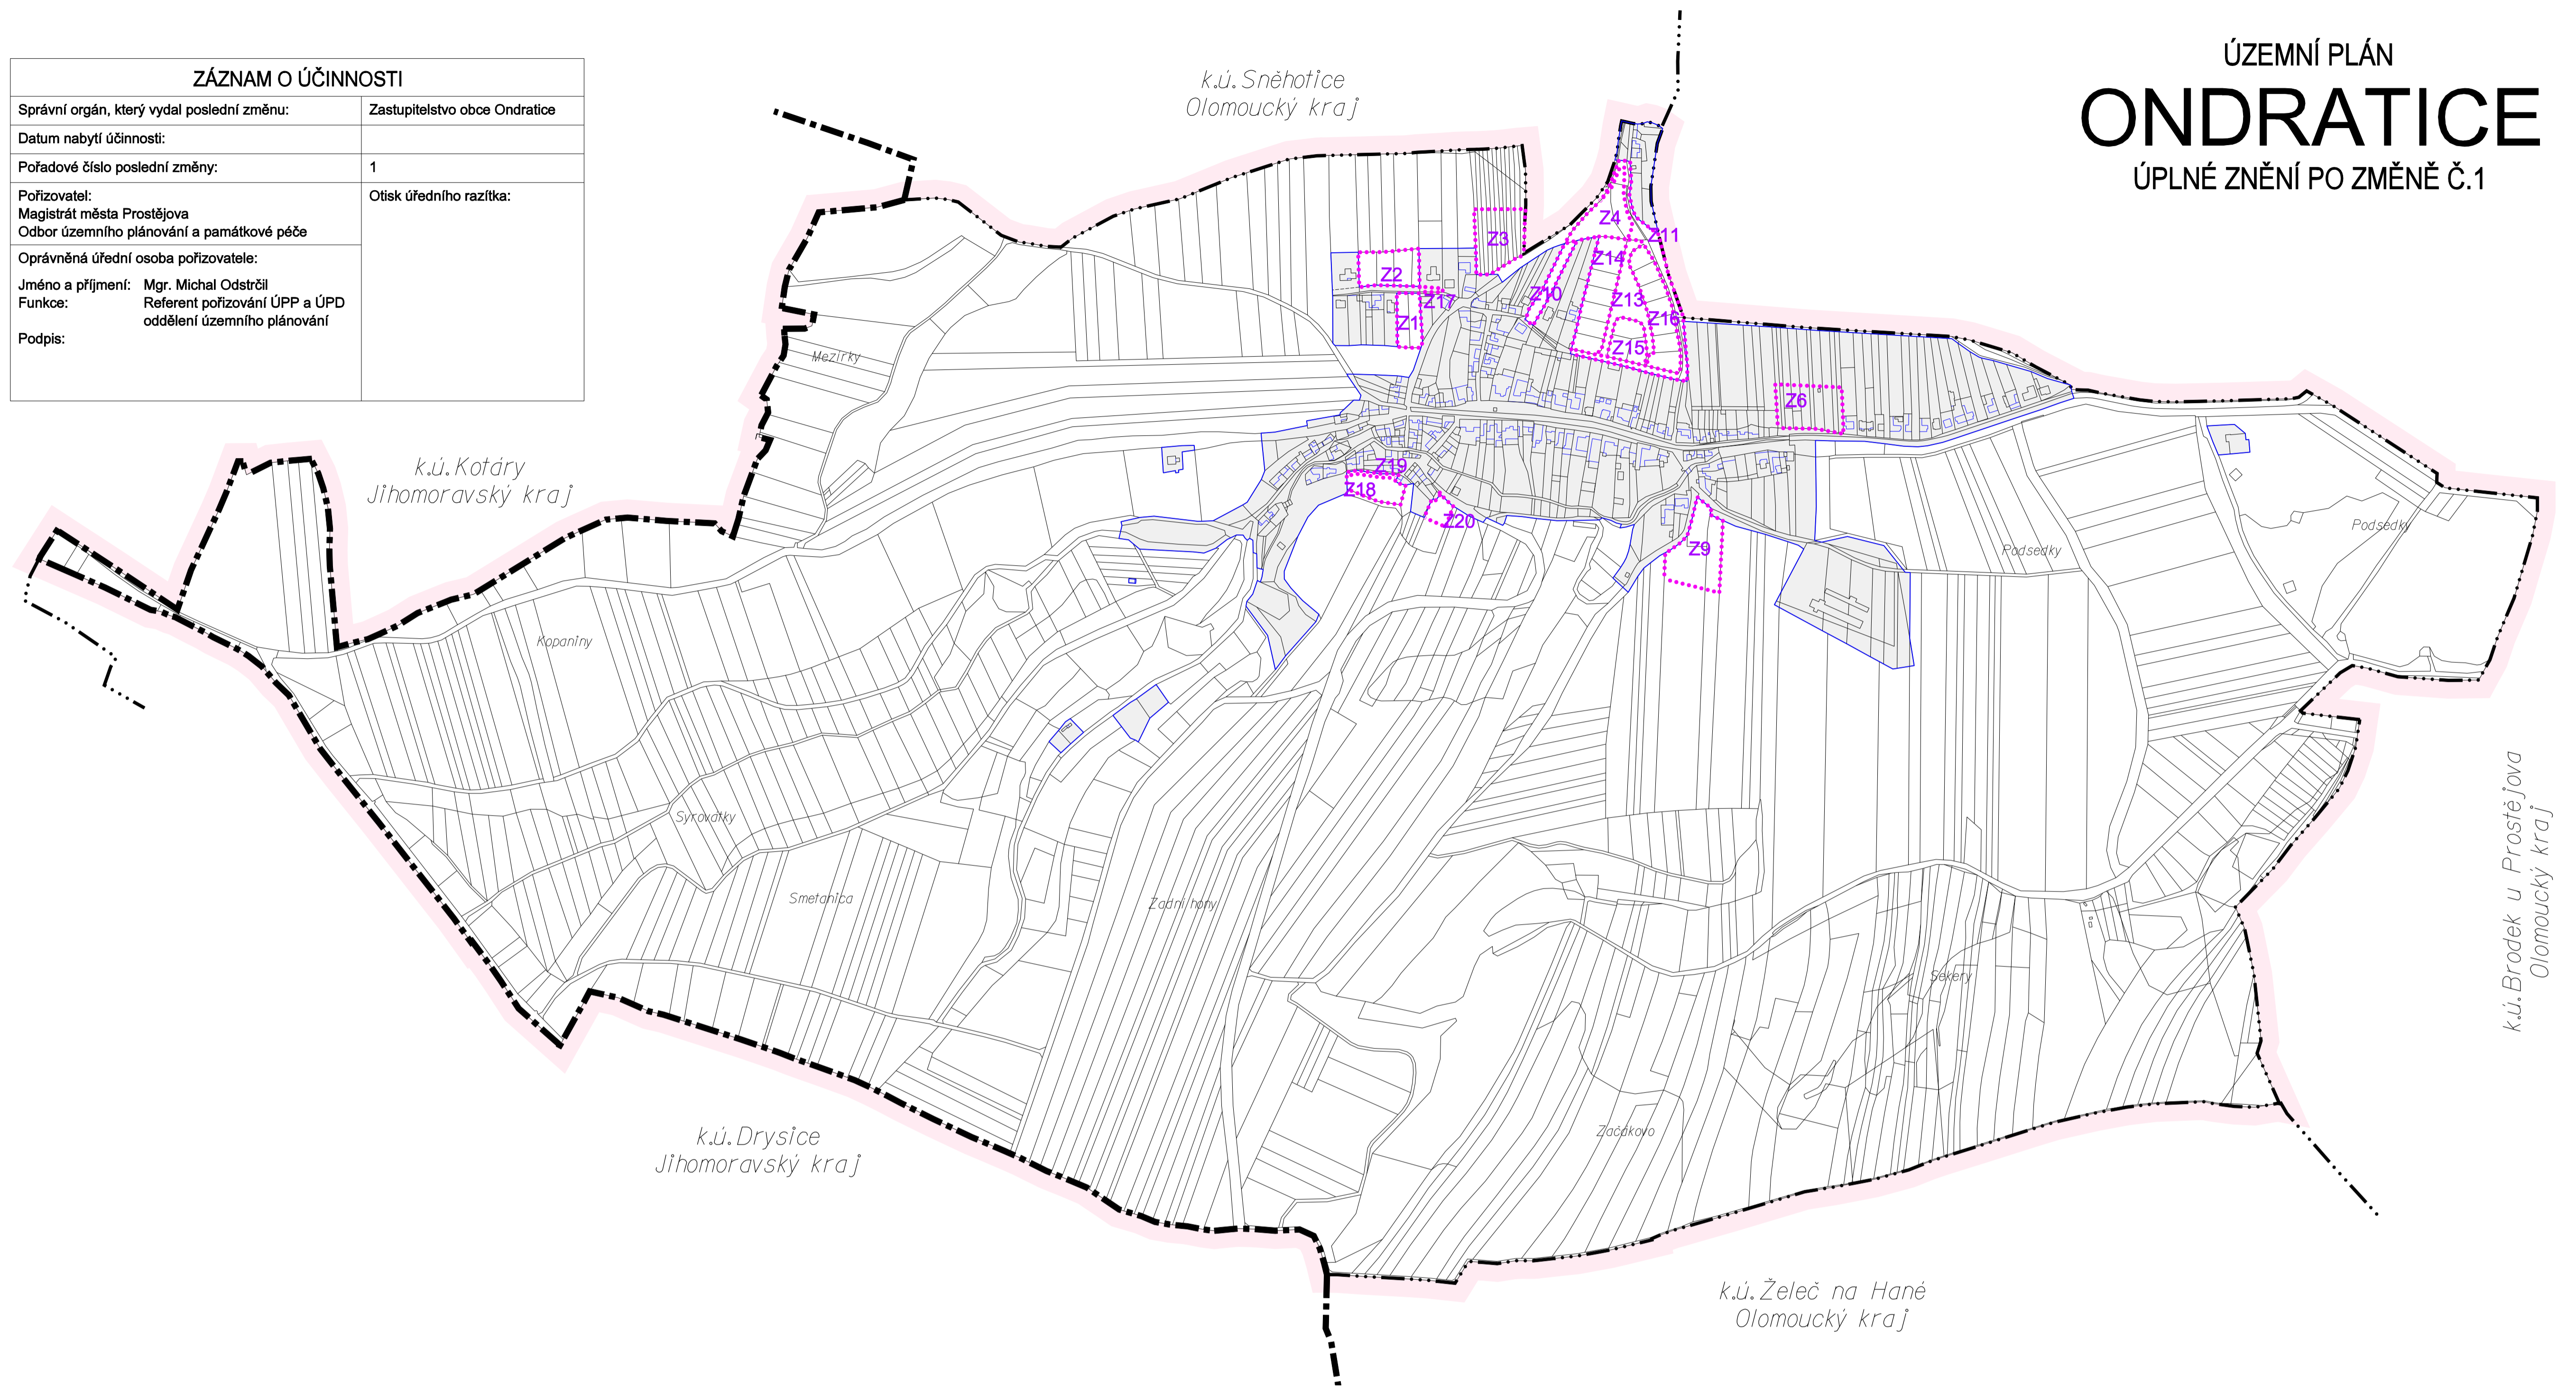 ZÁZNAM O ÚČINNOSTI
Správní orgán, který vydal poslední změnu:
Zastupitelstvo obce Ondratice
Datum nabytí účinnosti:
Pořadové číslo poslední změny:
1
Pořizovatel:
Magistrát města Prostějova
Odbor územního plánování a památkové péče
Otisk úředního razítka:
Oprávněná úřední osoba pořizovatele:
Jméno a příjmení: Mgr. Michal Odstrčil
Funkce: Referent pořizování ÚPP a ÚPD
oddělení územního plánování
Podpis:
ÚZEMNÍ PLÁN
ONDRATICE
ÚPLNÉ ZNĚNÍ PO ZMĚNĚ Č.1
k.ú. Sněhotice
Olomoucký kraj
k.ú. Kotáry
Jihomoravský kraj
Z4
Z11
Z3
Z14
Z2
Z10
Z17
Z13
Z1
Z16
Z15
Z6
Z19
Z18
Z20
Z9
Mezírky
Podsedky
Podsedky
Kopaniny
Syrovátky
Smetanica
Zadní hony
Sekery
Začákovo
k.ú. Brodek u Prostějova
Olomoucký kraj
k.ú. Drysice
Jihomoravský kraj
k.ú. Želeč na Hané
Olomoucký kraj